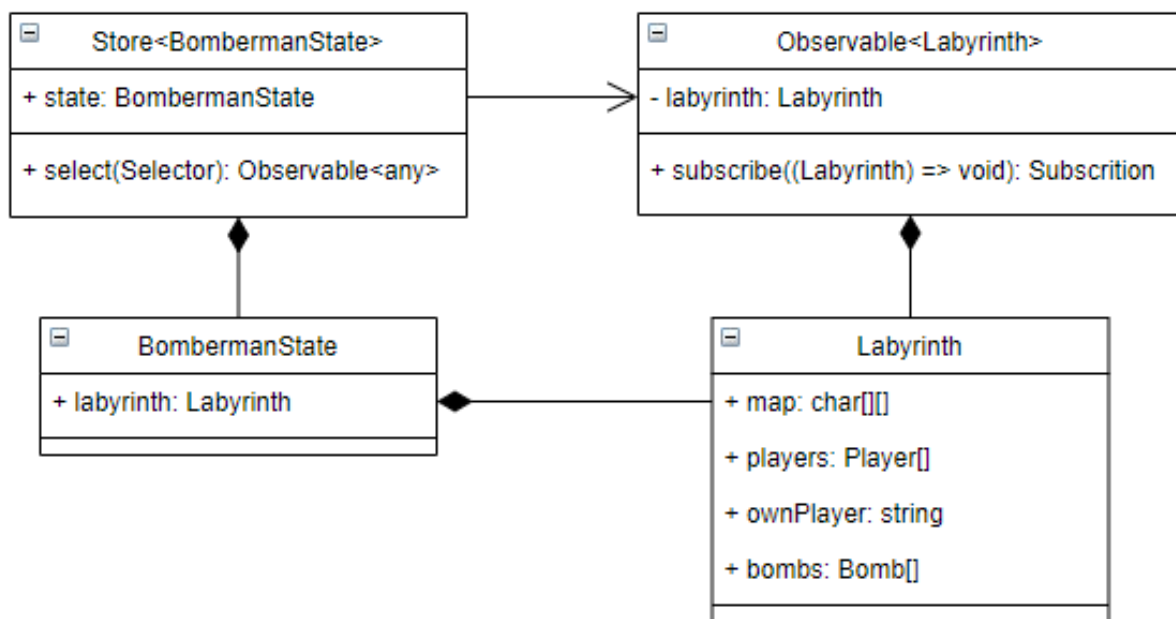 Store<BombermanState>
+ state: BombermanState
+ select(Selector): Observable<any>
Observable<Labyrinth>
- labyrinth: Labyrinth
+ subscribe((Labyrinth) => void): Subscrition
BombermanState
+ labyrinth: Labyrinth
Labyrinth
+ map: char[][]
+ players: Player[]
+ ownPlayer: string
+ bombs: Bomb[]